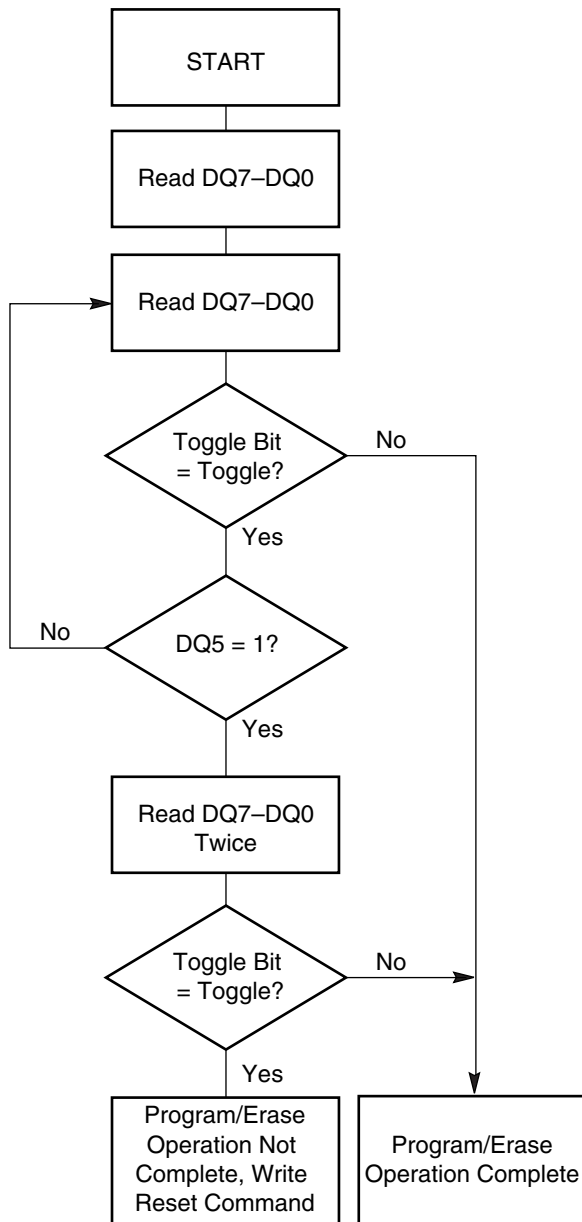 START
Read DQ7–DQ0
Read DQ7–DQ0
Toggle Bit
= Toggle?
No
Yes
No
DQ5 = 1?
Yes
Read DQ7–DQ0
Twice
Toggle Bit
= Toggle?
No
Yes
Program/Erase
Operation Not
Complete, Write
Reset Command
Program/Erase
Operation Complete